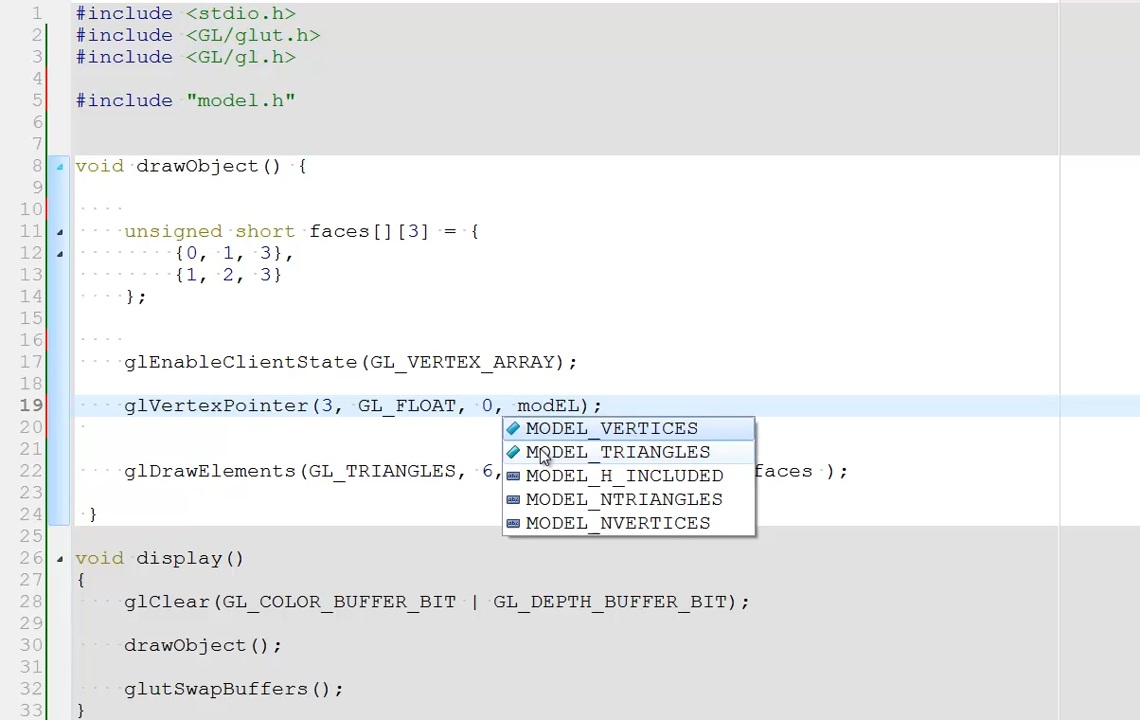 1 #include <stdio.h>
2 #include <GL/glut.h>
3 #include <GL/gl.h>
4
5 #include "model.h"
6
7
8 void drawObject() {
9
10
11 unsigned short faces[][3] = {
12 {0, 1, 3},
13 {1, 2, 3}
14 };
15
16
17 glEnableClientState(GL_VERTEX_ARRAY);
18
19 glVertexPointer(3, GL_FLOAT, 0, modEL);
20
MODEL_VERTICES
21
MODEL_TRIANGLES
22 glDrawElements(GL_TRIANGLES, 6, faces );
MODEL_H_INCLUDED
23
MODEL_NTRIANGLES
24 }
MODEL_NVERTICES
25
26 void display()
27 {
28 glClear(GL_COLOR_BUFFER_BIT | GL_DEPTH_BUFFER_BIT);
29
30 drawObject();
31
32 glutSwapBuffers();
33 }